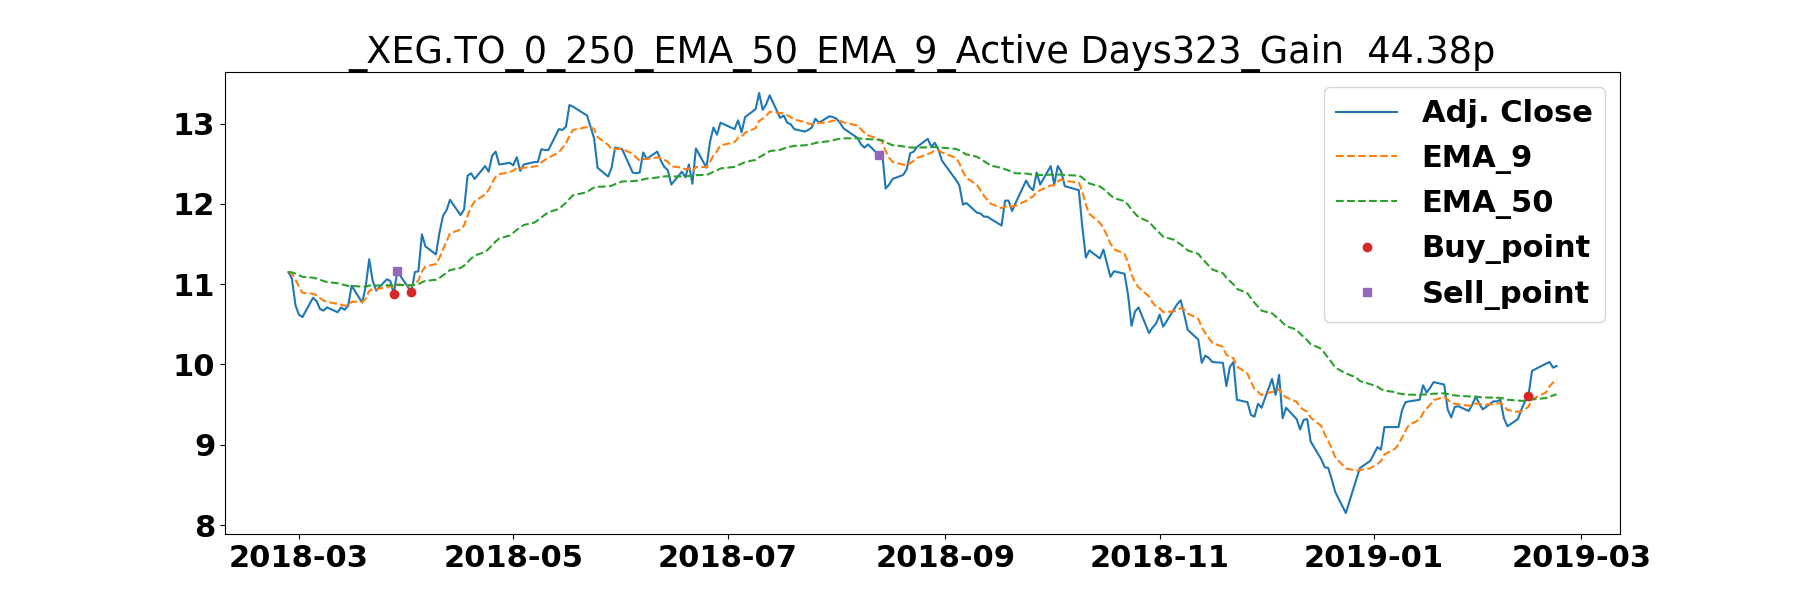 _XEG.TO_0_250_EMA_50_EMA_9_Active Days323_Gain  44.38p
Adj. Close
EMA_9
EMA_50
Buy_point
Sell_point
13
12
11
10
9
8
2018-03 2018-05 2018-07 2018-09 2018-11 2019-01 2019-03